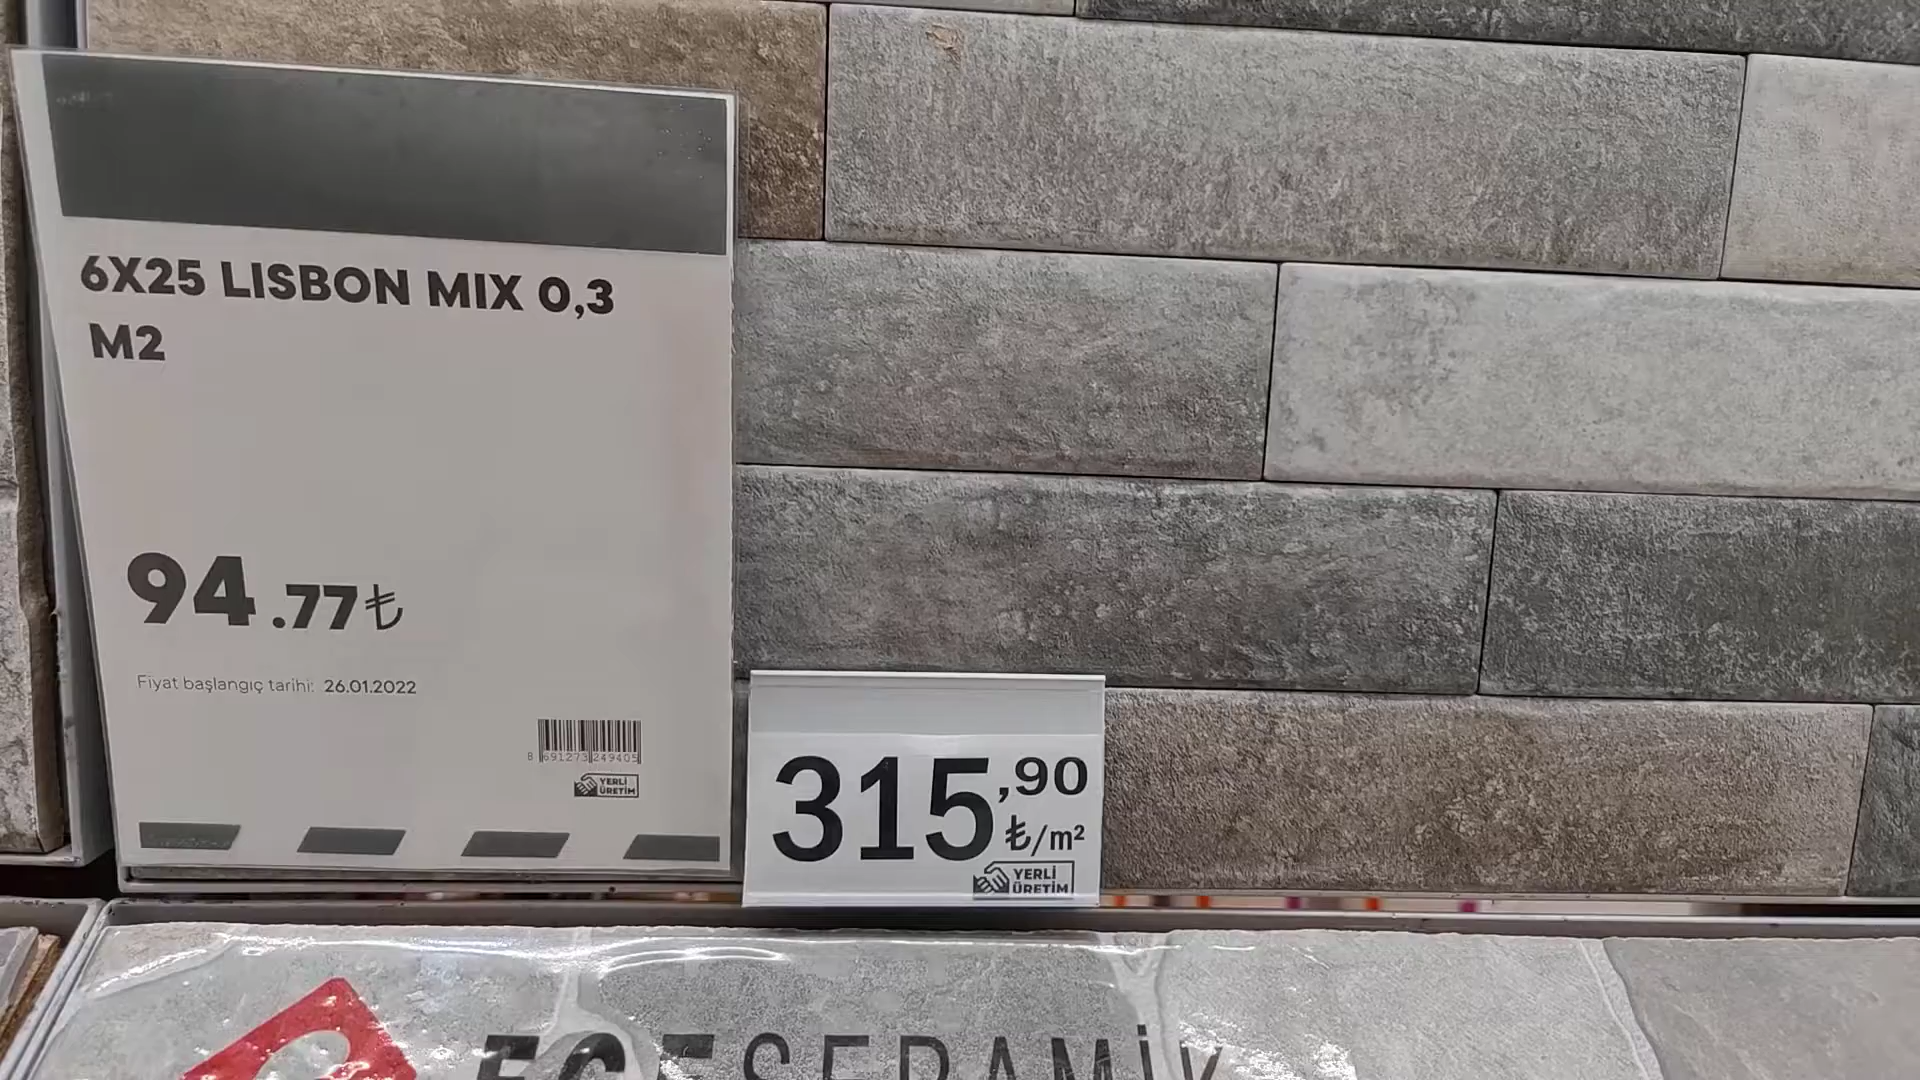 6X25 LISBON MIX 0,3
M2
94.77₺
Fiyat başlangıç tarihi: 26.01.2022
8 691273 249405
YERLİ
ÜRETİM
315,90
₺/m²
YERLİ
ÜRETİM
EGESERAMİK